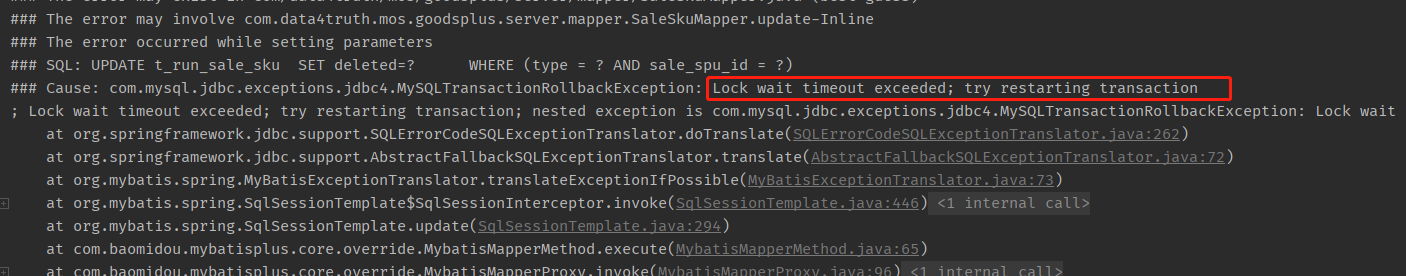 ### The error may involve com.data4truth.mos.goodsplus.server.mapper.SaleSkuMapper.update-Inline
### The error occurred while setting parameters
### SQL: UPDATE t_run_sale_sku  SET deleted=?      WHERE (type = ? AND sale_spu_id = ?)
### Cause: com.mysql.jdbc.exceptions.jdbc4.MySQLTransactionRollbackException: Lock wait timeout exceeded; try restarting transaction
; Lock wait timeout exceeded; try restarting transaction; nested exception is com.mysql.jdbc.exceptions.jdbc4.MySQLTransactionRollbackException: Lock wait
at org.springframework.jdbc.support.SQLErrorCodeSQLExceptionTranslator.doTranslate(SQLErrorCodeSQLExceptionTranslator.java:262)
at org.springframework.jdbc.support.AbstractFallbackSQLExceptionTranslator.translate(AbstractFallbackSQLExceptionTranslator.java:72)
at org.mybatis.spring.MyBatisExceptionTranslator.translateExceptionIfPossible(MyBatisExceptionTranslator.java:73)
at org.mybatis.spring.SqlSessionTemplate$SqlSessionInterceptor.invoke(SqlSessionTemplate.java:446) <1 internal call>
at org.mybatis.spring.SqlSessionTemplate.update(SqlSessionTemplate.java:294)
at com.baomidou.mybatisplus.core.override.MybatisMapperMethod.execute(MybatisMapperMethod.java:65)
at com.baomidou.mybatisplus.core.override.MybatisMapperProxy.invoke(MybatisMapperProxy.java:96) <1 internal call>